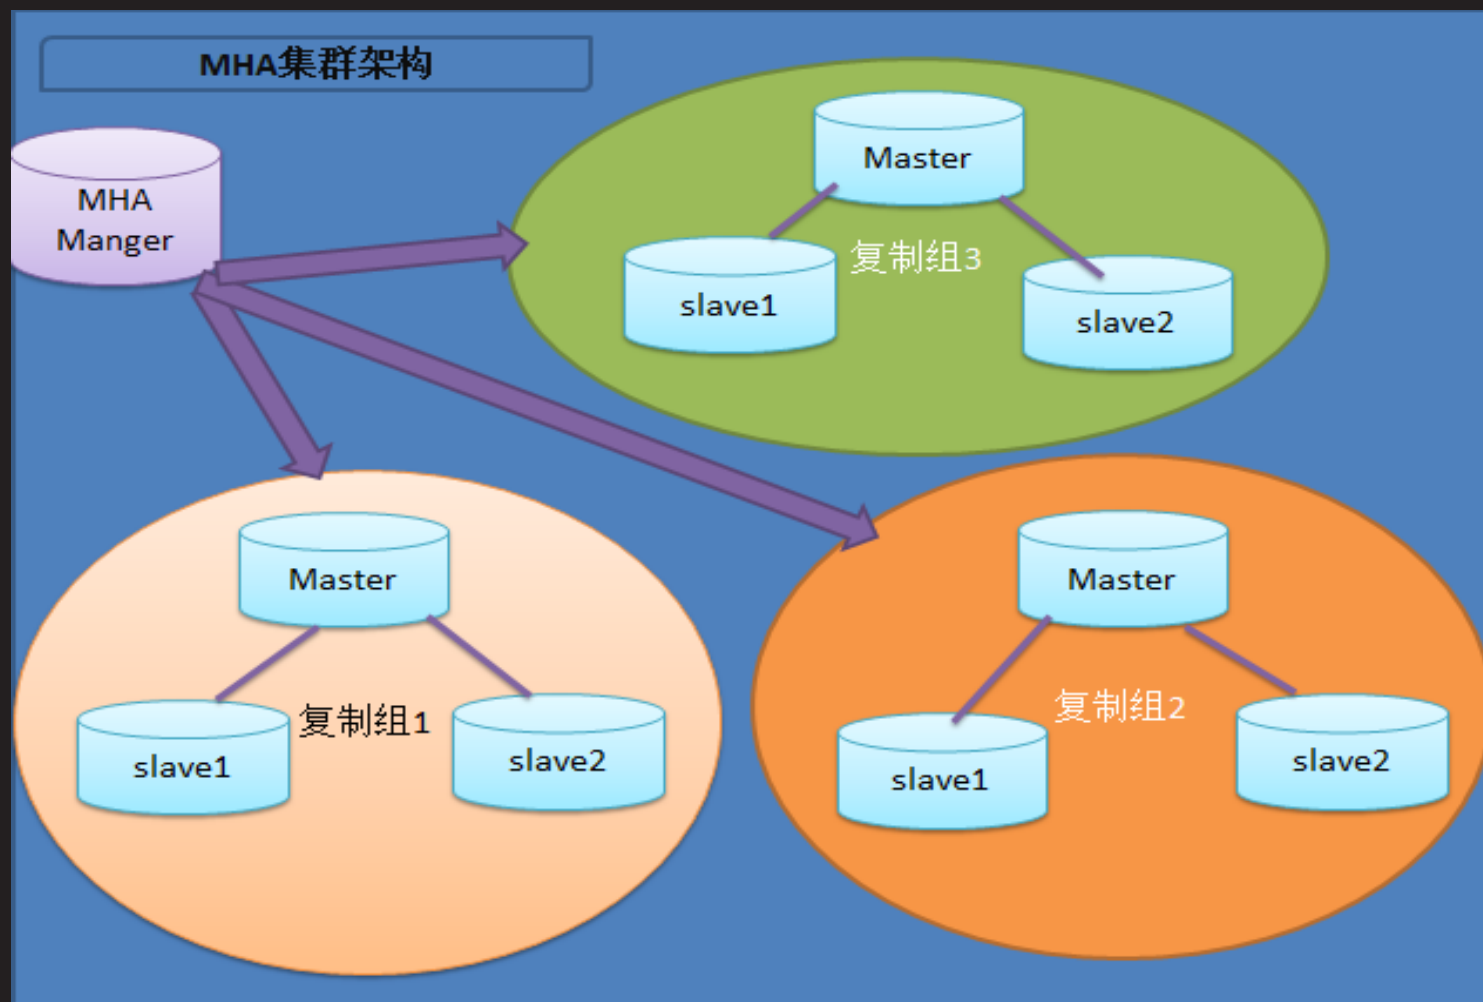 MHA集群架构
MHA
Manger
Master
slave1
复制组3
slave2
Master
slave1
复制组1
slave2
Master
slave1
复制组2
slave2